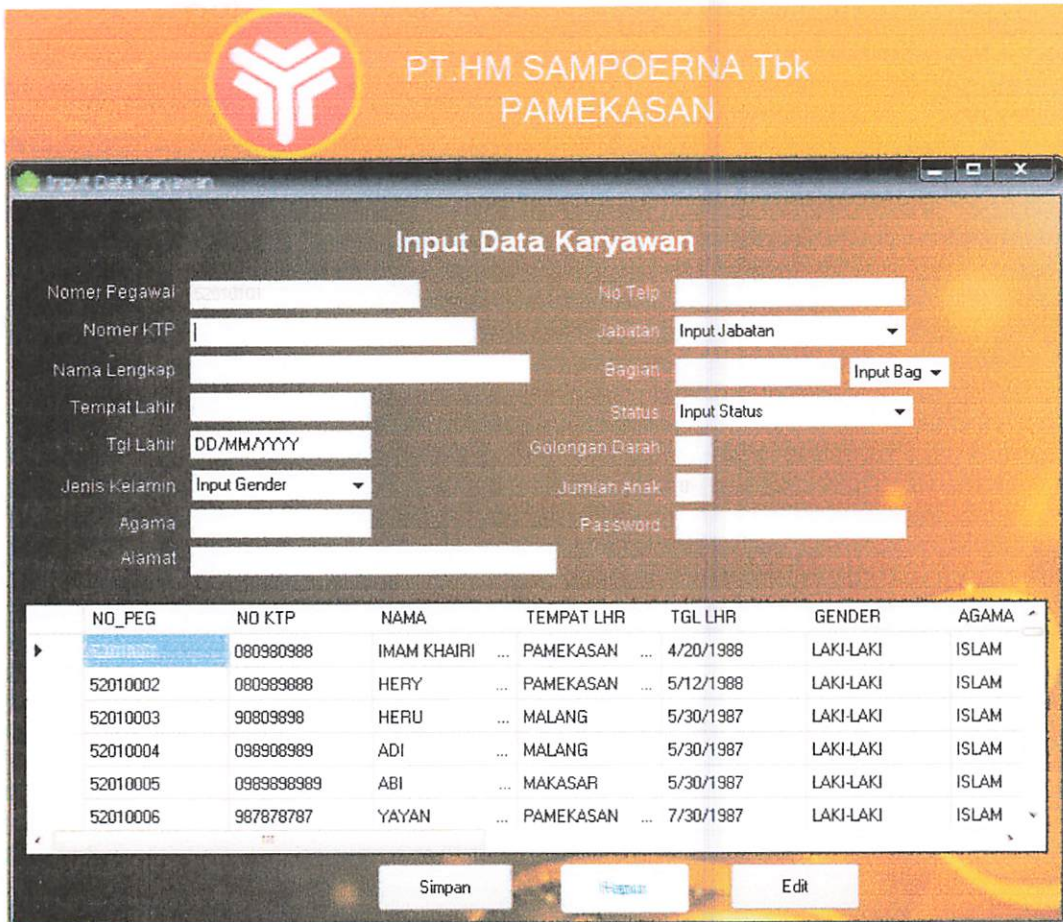 PT.HM SAMPOERNA Tbk
PAMEKASAN
Input Data Karyawan
Input Data Karyawan
Nomer Pegawai
No Telp
Nomer KTP
Jabatan Input Jabatan
Nama Lengkap
Bagian Input Bag
Tempat Lahir
Status Input Status
Tgl Lahir DD/MM/YYYY
Golongan Darah
Jenis Kelamin Input Gender
Jumlah Anak
Agama
Password
Alamat
NO_PEG NO KTP NAMA TEMPAT LHR TGL LHR GENDER AGAMA
080980988 IMAM KHAIRI ... PAMEKASAN ... 4/20/1988 LAKI-LAKI ISLAM
52010002 080989888 HERY ... PAMEKASAN ... 5/12/1988 LAKI-LAKI ISLAM
52010003 90809898 HERU ... MALANG 5/30/1987 LAKI-LAKI ISLAM
52010004 098908989 ADI ... MALANG 5/30/1987 LAKI-LAKI ISLAM
52010005 0989898989 ABI ... MAKASAR 5/30/1987 LAKI-LAKI ISLAM
52010006 987878787 YAYAN ... PAMEKASAN ... 7/30/1987 LAKI-LAKI ISLAM
Simpan Edit